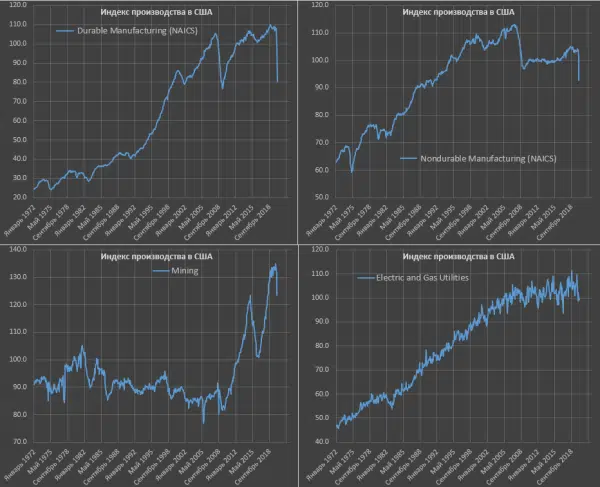 Индекс производства в США
Durable Manufacturing (NAICS)
120.0
110.0
100.0
90.0
80.0
70.0
60.0
50.0
40.0
30.0
20.0
Январь 1972
Май 1975
Сентябрь 1978
Январь 1982
Май 1985
Сентябрь 1988
Январь 1992
Май 1995
Сентябрь 1998
Январь 2002
Май 2005
Сентябрь 2008
Январь 2012
Май 2015
Сентябрь 2018
Индекс производства в США
Nondurable Manufacturing (NAICS)
120.0
110.0
100.0
90.0
80.0
70.0
60.0
50.0
Январь 1972
Май 1975
Сентябрь 1978
Январь 1982
Май 1985
Сентябрь 1988
Январь 1992
Май 1995
Сентябрь 1998
Январь 2002
Май 2005
Сентябрь 2008
Январь 2012
Май 2015
Сентябрь 2018
Индекс производства в США
Mining
140.0
130.0
120.0
110.0
100.0
90.0
80.0
70.0
Январь 1972
Май 1975
Сентябрь 1978
Январь 1982
Май 1985
Сентябрь 1988
Январь 1992
Май 1995
Сентябрь 1998
Январь 2002
Май 2005
Сентябрь 2008
Январь 2012
Май 2015
Сентябрь 2018
Индекс производства в США
Electric and Gas Utilities
120.0
110.0
100.0
90.0
80.0
70.0
60.0
50.0
40.0
Январь 1972
Май 1975
Сентябрь 1978
Январь 1982
Май 1985
Сентябрь 1988
Январь 1992
Май 1995
Сентябрь 1998
Январь 2002
Май 2005
Сентябрь 2008
Январь 2012
Май 2015
Сентябрь 2018